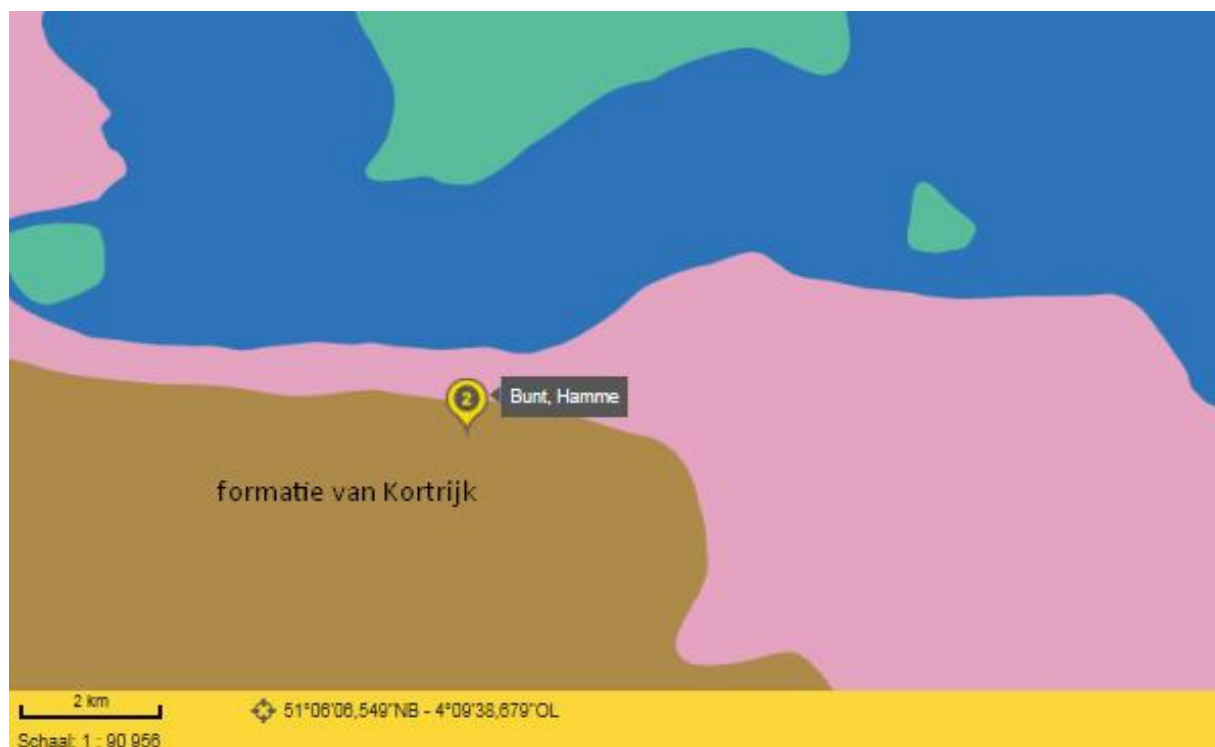 2
Bunt, Hamme
formatie van Kortrijk
2 km
51°06'06,549"NB - 4°09'38,679"OL
Schaal: 1 : 90 956